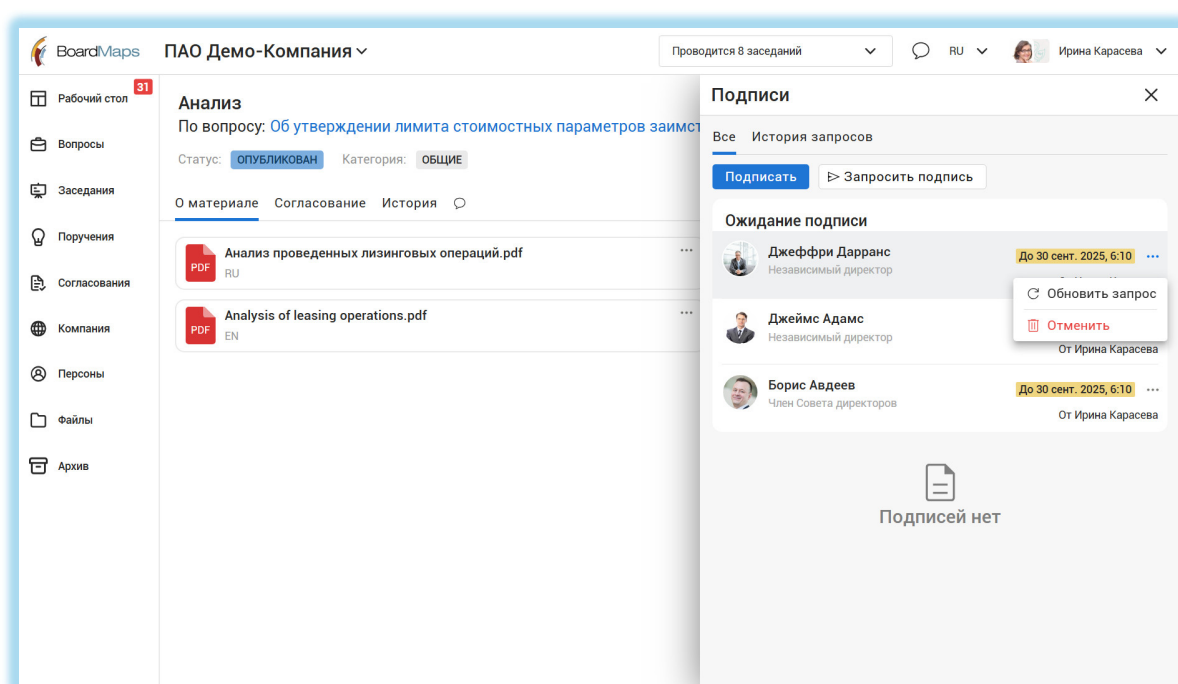 BoardMaps
ПАО Демо-Компания
Проводится 8 заседаний
RU
Ирина Карасева
Рабочий стол
31
Вопросы
Заседания
Поручения
Согласования
Компания
Персоны
Файлы
Архив
Анализ
По вопросу: Об утверждении лимита стоимостных параметров заимст
Статус: ОПУБЛИКОВАН Категория: ОБЩИЕ
О материале Согласование История
PDF
Анализ проведенных лизинговых операций.pdf
RU
PDF
Analysis of leasing operations.pdf
EN
Подписи
Все История запросов
Подписать Запросить подпись
Ожидание подписи
Джеффри Дарранс
До 30 сент. 2025, 6:10
Независимый директор
Обновить запрос
Отменить
Джеймс Адамс
Независимый директор
От Ирина Карасева
Борис Авдеев
До 30 сент. 2025, 6:10
Член Совета директоров
От Ирина Карасева
Подписей нет